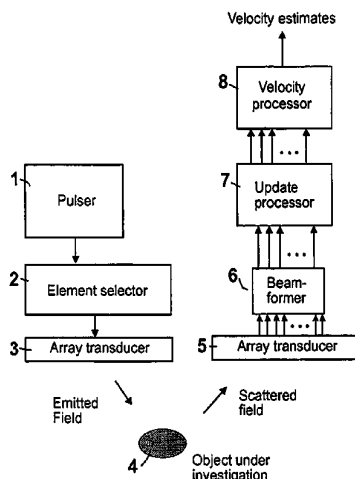 Velocity estimates
8
Velocity
processor
7
Update
processor
6
Beam-
former
5
Array transducer
1
Pulser
2
Element selector
3
Array transducer
Emitted
Field
Scattered
field
4
Object under
investigation